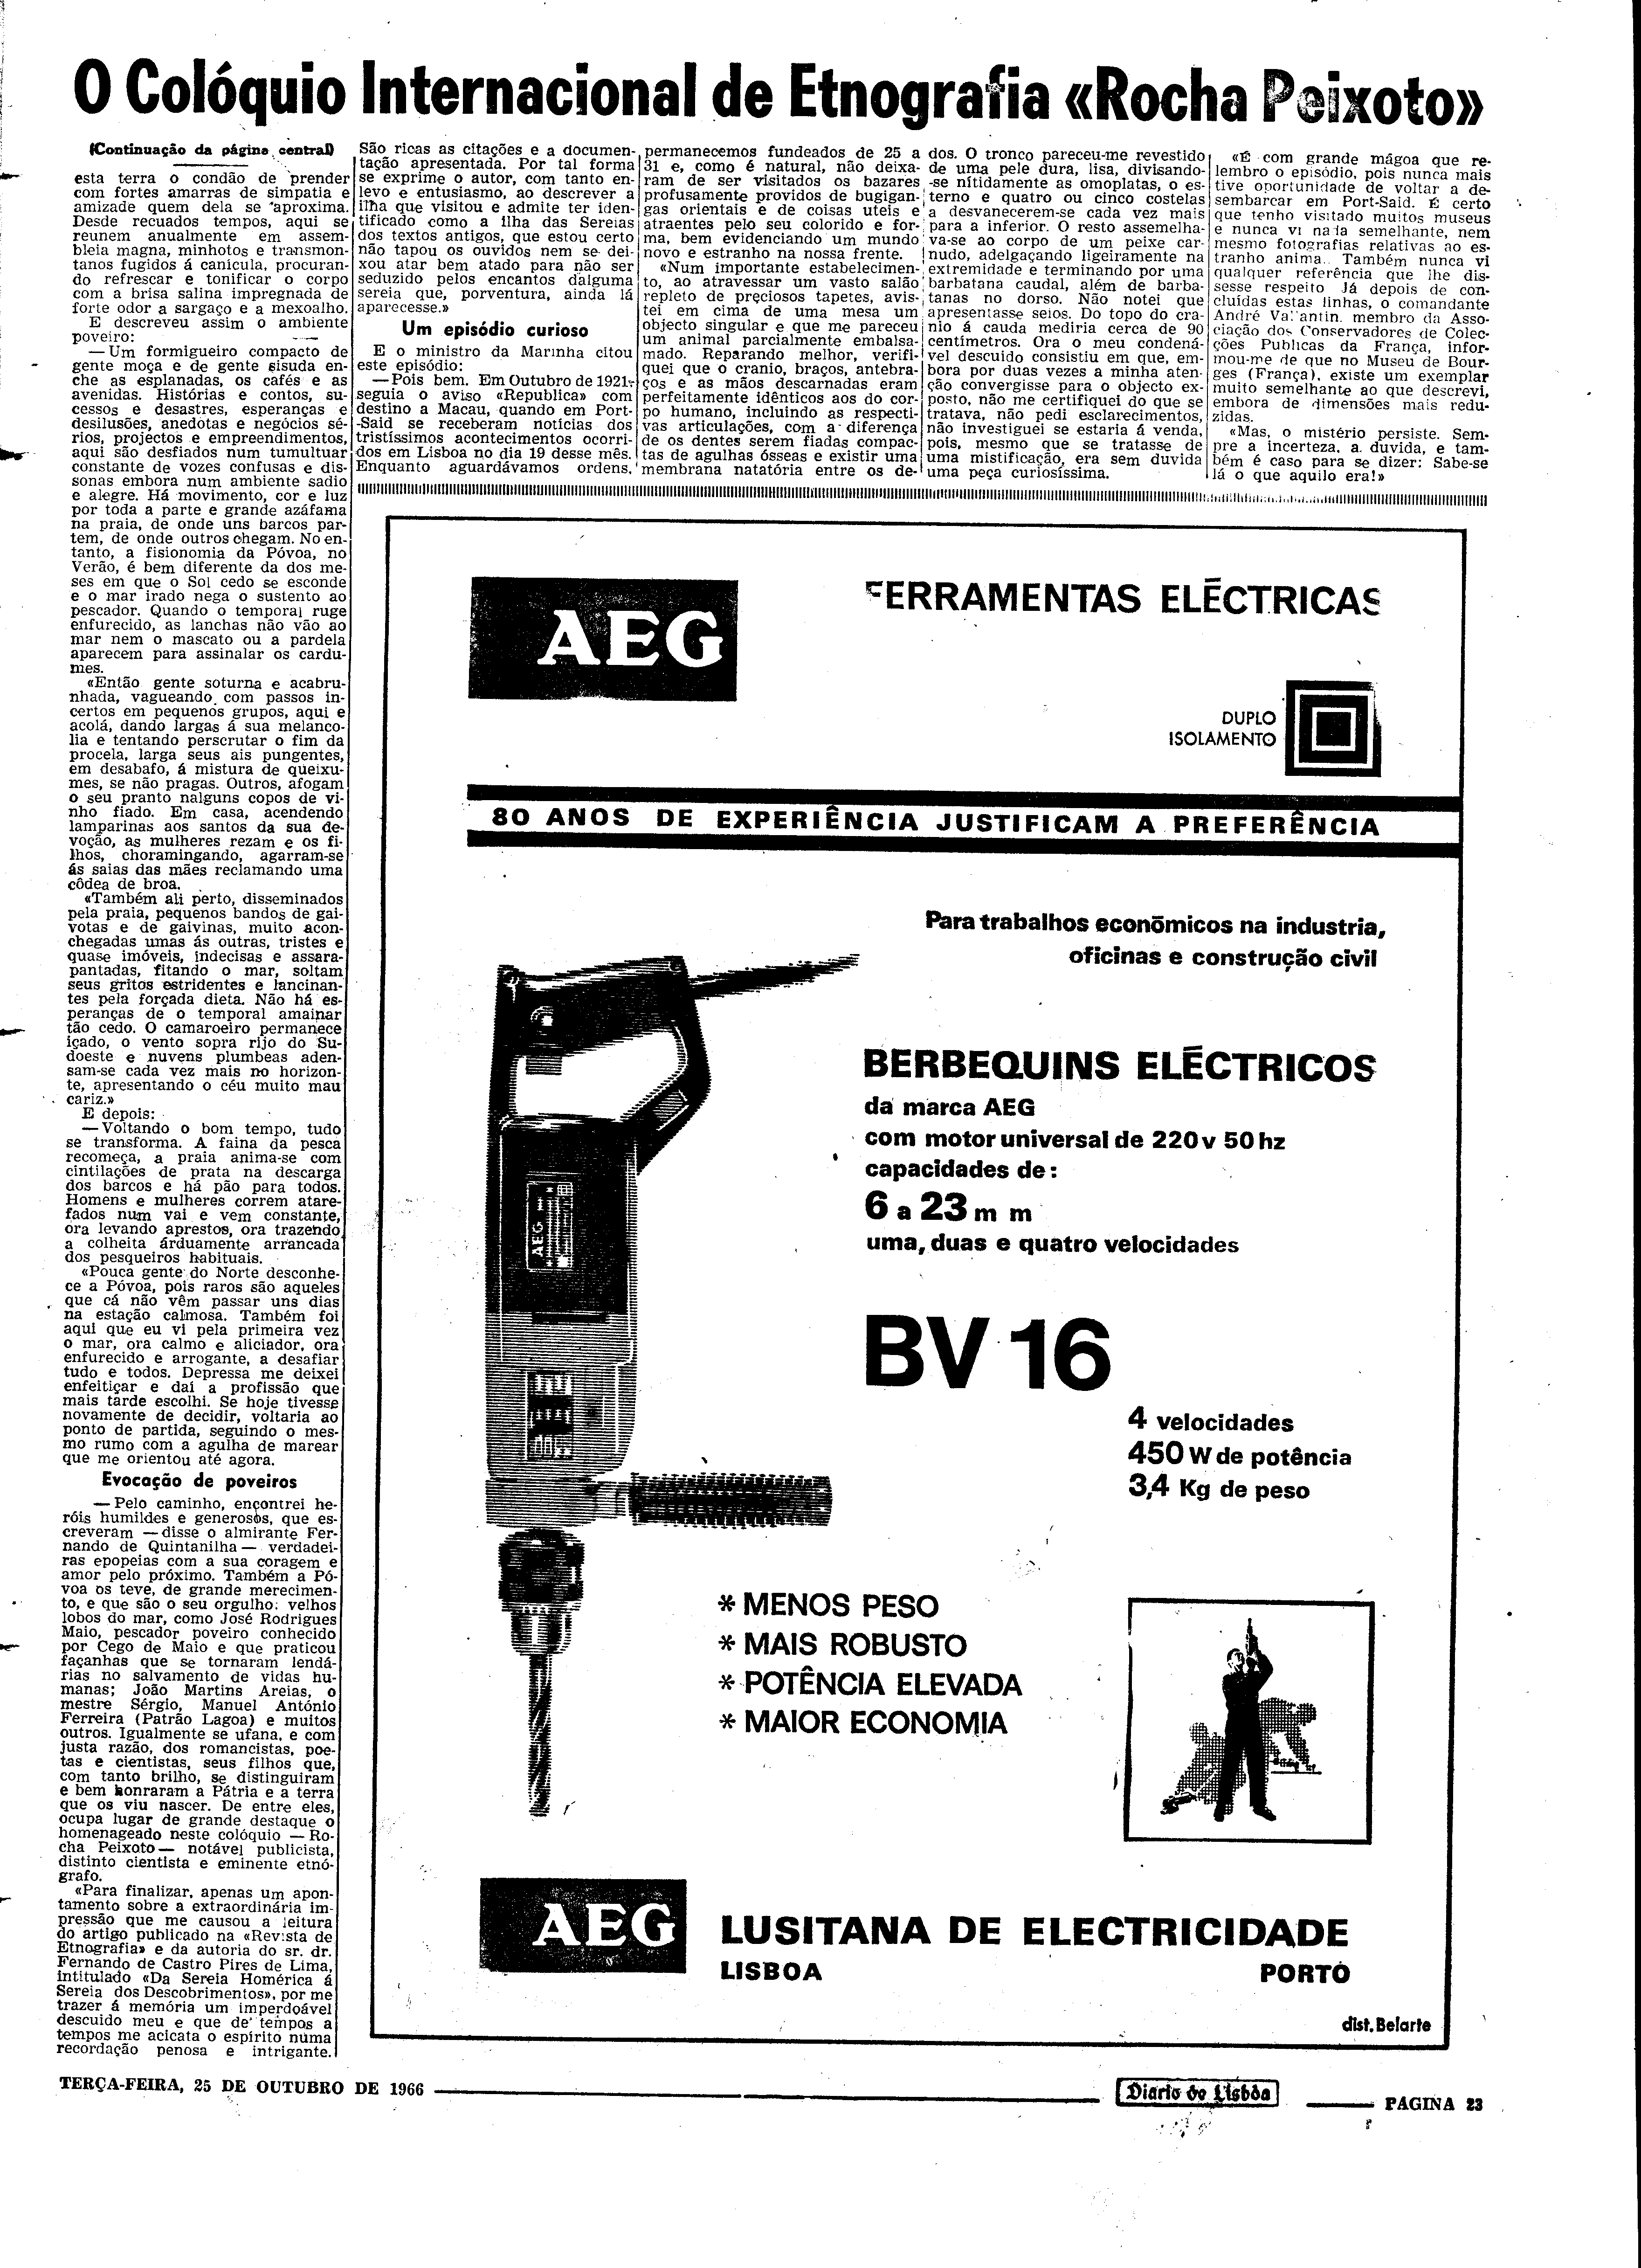 O Colóquio Internacional de Etnografia «Rocha Peixoto»
(Continuação da página central)
esta terra o condão de prender
com fortes amarras de simpatia e
amizade quem dela se aproxima.
Desde recuados tempos, aqui se
reunem anualmente em assem-
bleia magna, minhotos e transmon-
tanos fugidos á canícula, procuran-
do refrescar e tonificar o corpo
com a brisa salina impregnada de
forte odor a sargaço e a mexoalho.
E descreveu assim o ambiente
poveiro:
— Um formigueiro compacto de
gente moça e de gente sisuda en-
che as esplanadas, os cafés e as
avenidas. Histórias e contos, su-
cessos e desastres, esperanças e
desilusões, anedotas e negócios sé-
rios, projectos e empreendimentos,
aqui são desfiados num tumultuar
constante de vozes confusas e dis-
sonas embora num ambiente sadio
e alegre. Há movimento, cor e luz
por toda a parte e grande azáfama
na praia, de onde uns barcos par-
tem, de onde outros chegam. No en-
tanto, a fisionomia da Póvoa, no
Verão, é bem diferente da dos me-
ses em que o Sol cedo se esconde
e o mar irado nega o sustento ao
pescador. Quando o temporal ruge
enfurecido, as lanchas não vão ao
mar nem o mascato ou a pardela
aparecem para assinalar os cardu-
mes.
«Então gente soturna e acabru-
nhada, vagueando com passos in-
certos em pequenos grupos, aqui e
acolá, dando largas á sua melanco-
lia e tentando perscrutar o fim da
procela, larga seus ais pungentes,
em desabafo, á mistura de queixu-
mes, se não pragas. Outros, afogam
o seu pranto nalguns copos de vi-
nho fiado. Em casa, acendendo
lamparinas aos santos da sua de-
voção, as mulheres rezam e os fi-
lhos, choramingando, agarram-se
ás saias das mães reclamando uma
côdea de broa.
«Também ali perto, disseminados
pela praia, pequenos bandos de gai-
votas e de gaivinas, muito acon-
chegadas umas ás outras, tristes e
quase imóveis, indecisas e assara-
pantadas, fitando o mar, soltam
seus gritos estridentes e lancinan-
tes pela forçada dieta. Não há es-
peranças de o temporal amainar
tão cedo. O camaroeiro permanece
içado, o vento sopra rijo do Su-
doeste e nuvens plumbeas aden-
sam-se cada vez mais no horizon-
te, apresentando o céu muito mau
cariz.»
E depois:
— Voltando o bom tempo, tudo
se transforma. A faina da pesca
recomeça, a praia anima-se com
cintilações de prata na descarga
dos barcos e há pão para todos.
Homens e mulheres correm atare-
fados num vai e vem constante,
ora levando aprestos, ora trazendo
a colheita árduamente arrancada
dos pesqueiros habituais.
«Pouca gente do Norte desconhe-
ce a Póvoa, pois raros são aqueles
que cá não vêm passar uns dias
na estação calmosa. Também foi
aqui que eu vi pela primeira vez
o mar, ora calmo e aliciador, ora
enfurecido e arrogante, a desafiar
tudo e todos. Depressa me deixei
enfeitiçar e daí a profissão que
mais tarde escolhi. Se hoje tivesse
novamente de decidir, voltaria ao
ponto de partida, seguindo o mes-
mo rumo com a agulha de marear
que me orientou até agora.
Evocação de poveiros
— Pelo caminho, encontrei he-
róis humildes e generosos, que es-
creveram — disse o almirante Fer-
nando de Quintanilha — verdadei-
ras epopeias com a sua coragem e
amor pelo próximo. Também a Pó-
voa os teve, de grande merecimen-
to, e que são o seu orgulho: velhos
lobos do mar, como José Rodrigues
Maio, pescador poveiro conhecido
por Cego de Maio e que praticou
façanhas que se tornaram lendá-
rias no salvamento de vidas hu-
manas; João Martins Areias, o
mestre Sérgio, Manuel António
Ferreira (Patrão Lagoa) e muitos
outros. Igualmente se ufana, e com
justa razão, dos romancistas, poe-
tas e cientistas, seus filhos que,
com tanto brilho, se distinguiram
e bem honraram a Pátria e a terra
que os viu nascer. De entre eles,
ocupa lugar de grande destaque o
homenageado neste colóquio — Ro-
cha Peixoto — notável publicista,
distinto cientista e eminente etnó-
grafo.
«Para finalizar, apenas um apon-
tamento sobre a extraordinária im-
pressão que me causou a leitura
do artigo publicado na «Revista de
Etnografia» e da autoria do sr. dr.
Fernando de Castro Pires de Lima,
intitulado «Da Sereia Homérica á
Sereia dos Descobrimentos», por me
trazer á memória um imperdoável
descuido meu e que de tempos a
tempos me acicata o espírito numa
recordação penosa e intrigante.
São ricas as citações e a documen-
tação apresentada. Por tal forma
se exprime o autor, com tanto en-
levo e entusiasmo, ao descrever a
ilha que visitou e admite ter iden-
tificado como a Ilha das Sereias
dos textos antigos, que estou certo
não tapou os ouvidos nem se dei-
xou atar bem atado para não ser
seduzido pelos encantos dalguma
sereia que, porventura, ainda lá
aparecesse.»
Um episódio curioso
E o ministro da Marinha citou
este episódio:
— Pois bem. Em Outubro de 1921,
seguia o aviso «Republica» com
destino a Macau, quando em Port-
-Said se receberam notícias dos
tristíssimos acontecimentos ocorri-
dos em Lisboa no dia 19 desse mês.
Enquanto aguardávamos ordens,
permanecemos fundeados de 25 a
31 e, como é natural, não deixa-
ram de ser visitados os bazares
profusamente providos de bugigan-
gas orientais e de coisas uteis e
atraentes pelo seu colorido e for-
ma, bem evidenciando um mundo
novo e estranho na nossa frente.
«Num importante estabelecimen-
to, ao atravessar um vasto salão
repleto de preciosos tapetes, avis-
tei em cima de uma mesa um
objecto singular e que me pareceu
um animal parcialmente embalsa-
mado. Reparando melhor, verifi-
quei que o cranio, braços, antebra-
ços e as mãos descarnadas eram
perfeitamente idênticos aos do cor-
po humano, incluindo as respecti-
vas articulações, com a diferença
de os dentes serem fiadas compac-
tas de agulhas ósseas e existir uma
membrana natatória entre os de-
dos. O tronco pareceu-me revestido
de uma pele dura, lisa, divisando-
-se nítidamente as omoplatas, o es-
terno e quatro ou cinco costelas
a desvanecerem-se cada vez mais
para a inferior. O resto assemelha-
va-se ao corpo de um peixe car-
nudo, adelgaçando ligeiramente na
extremidade e terminando por uma
barbatana caudal, além de barba-
tanas no dorso. Não notei que
apresentasse seios. Do topo do cra-
nio á cauda mediria cerca de 90
centímetros. Ora o meu condená-
vel descuido consistiu em que, em-
bora por duas vezes a minha aten-
ção convergisse para o objecto ex-
posto, não me certifiquei do que se
tratava, não pedi esclarecimentos,
não investiguei se estaria á venda,
pois, mesmo que se tratasse de
uma mistificação, era sem duvida
uma peça curiosíssima.
«É com grande mágoa que re-
lembro o episódio, pois nunca mais
tive oportunidade de voltar a de-
sembarcar em Port-Said. É certo
que tenho visitado muitos museus
e nunca vi nada semelhante, nem
mesmo fotografias relativas ao es-
tranho anima. Também nunca vi
qualquer referência que lhe dis-
sesse respeito Já depois de con-
cluídas estas linhas, o comandante
André Valantin. membro da Asso-
ciação dos Conservadores de Colec-
ções Publicas da França, infor-
mou-me de que no Museu de Bour-
ges (França), existe um exemplar
muito semelhante ao que descrevi,
embora de dimensões mais redu-
zidas.
«Mas, o mistério persiste. Sem-
pre a incerteza, a duvida, e tam-
bém é caso para se dizer: Sabe-se
lá o que aquilo era!»
AEG
FERRAMENTAS ELÉCTRICAS
DUPLO
ISOLAMENTO
80 ANOS DE EXPERIÊNCIA JUSTIFICAM A PREFERÊNCIA
Para trabalhos económicos na industria,
oficinas e construção civil
BERBEQUINS ELÉCTRICOS
da marca AEG
com motor universal de 220v 50hz
capacidades de:
6 a 23 m m
uma, duas e quatro velocidades
AEG
BV 16
4 velocidades
450 W de potência
3,4 Kg de peso
* MENOS PESO
* MAIS ROBUSTO
* POTÊNCIA ELEVADA
* MAIOR ECONOMIA
AEG
LUSITANA DE ELECTRICIDADE
LISBOA PORTO
dist. Belarte
TERÇA-FEIRA, 25 DE OUTUBRO DE 1966
Diario de Lisbôa
PAGINA 23